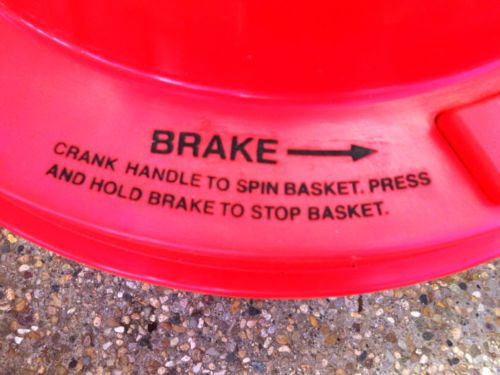 BRAKE
CRANK HANDLE TO SPIN BASKET. PRESS
AND HOLD BRAKE TO STOP BASKET.